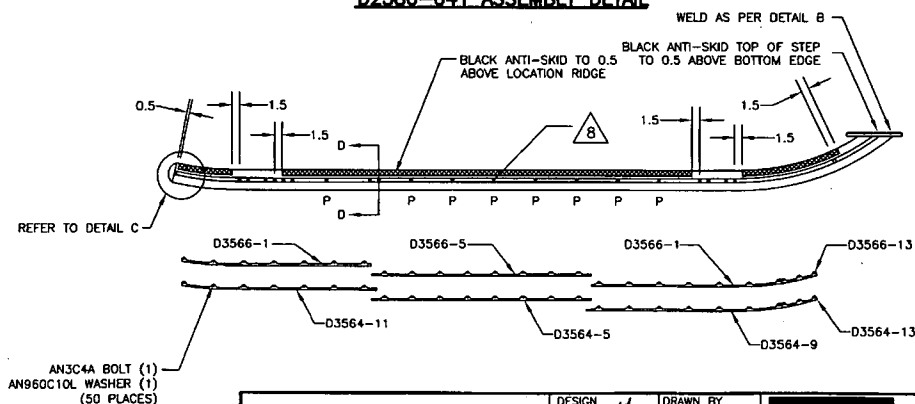 D2580-041 ASSEMBLY DETAIL
WELD AS PER DETAIL B
BLACK ANTI-SKID TO 0.5
ABOVE LOCATION RIDGE
BLACK ANTI-SKID TOP OF STEP
TO 0.5 ABOVE BOTTOM EDGE
0.5
1.5
1.5
1.5
1.5
1.5
8
D
D
P P P P P P P P
REFER TO DETAIL C
D3566-1
D3566-5
D3566-1
D3566-13
D3564-11
D3564-5
D3564-9
D3564-13
AN3C4A BOLT (1)
AN960C10L WASHER (1)
(50 PLACES)
DESIGN
DRAWN BY